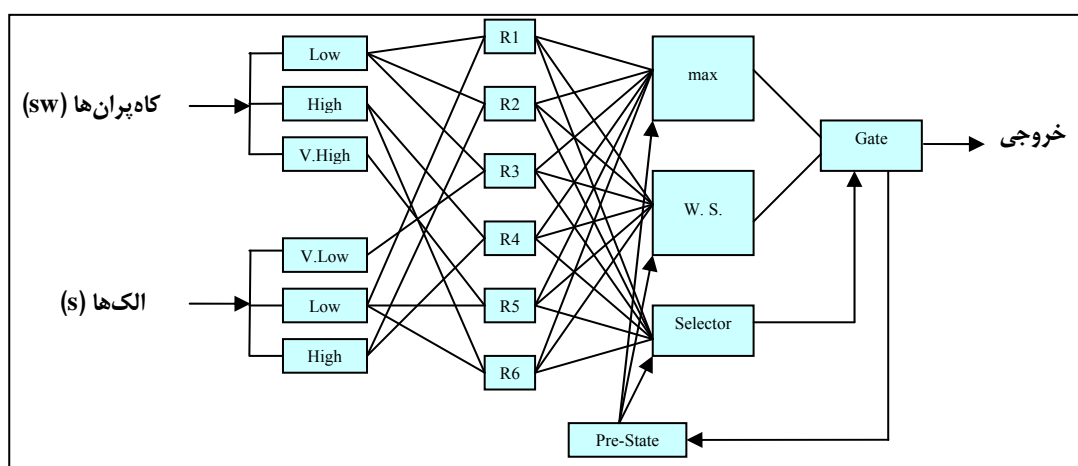 کاه‌پران‌ها (sw)
Low
High
V.High
الک‌ها (s)
V.Low
Low
High
R1
R2
R3
R4
R5
R6
max
W. S.
Selector
Pre-State
Gate
خروجی